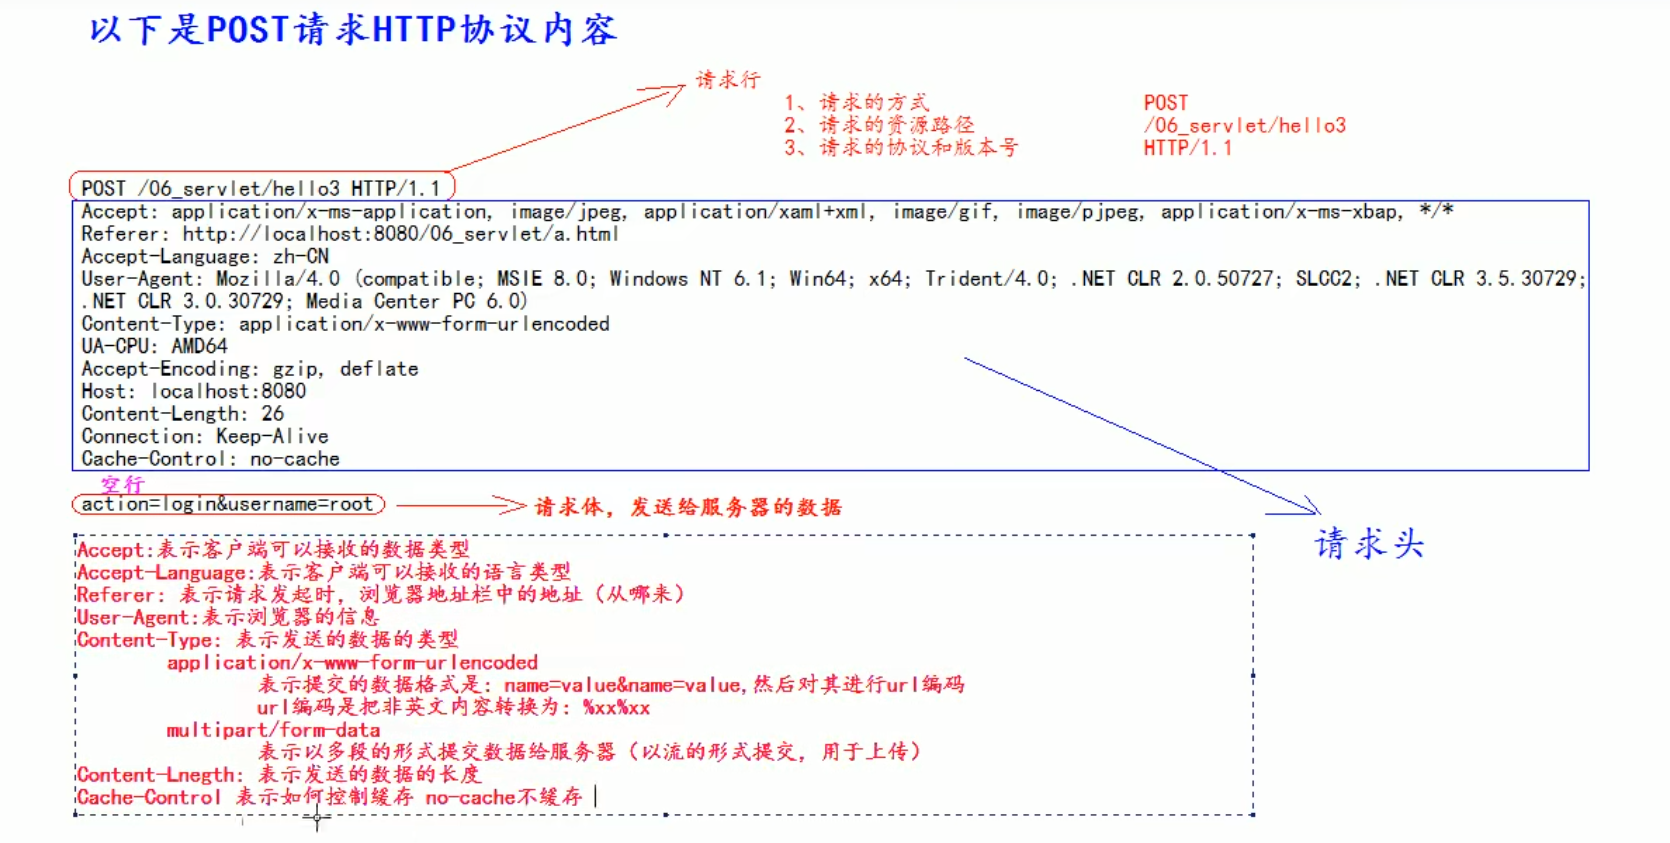 以下是POST请求HTTP协议内容
请求行
1、请求的方式 POST
2、请求的资源路径 /06_servlet/hello3
3、请求的协议和版本号 HTTP/1.1
POST /06_servlet/hello3 HTTP/1.1
Accept: application/x-ms-application, image/jpeg, application/xaml+xml, image/gif, image/pjpeg, application/x-ms-xbap, */*
Referer: http://localhost:8080/06_servlet/a.html
Accept-Language: zh-CN
User-Agent: Mozilla/4.0 (compatible; MSIE 8.0; Windows NT 6.1; Win64; x64; Trident/4.0; .NET CLR 2.0.50727; SLCC2; .NET CLR 3.5.30729;
.NET CLR 3.0.30729; Media Center PC 6.0)
Content-Type: application/x-www-form-urlencoded
UA-CPU: AMD64
Accept-Encoding: gzip, deflate
Host: localhost:8080
Content-Length: 26
Connection: Keep-Alive
Cache-Control: no-cache
空行
action=login&username=root
请求体，发送给服务器的数据
请求头
Accept:表示客户端可以接收的数据类型
Accept-Language:表示客户端可以接收的语言类型
Referer: 表示请求发起时，浏览器地址栏中的地址（从哪来）
User-Agent:表示浏览器的信息
Content-Type: 表示发送的数据的类型
application/x-www-form-urlencoded
表示提交的数据格式是：name=value&name=value,然后对其进行url编码
url编码是把非英文内容转换为：%xx%xx
multipart/form-data
表示以多段的形式提交数据给服务器（以流的形式提交，用于上传）
Content-Lnegth: 表示发送的数据的长度
Cache-Control 表示如何控制缓存 no-cache不缓存